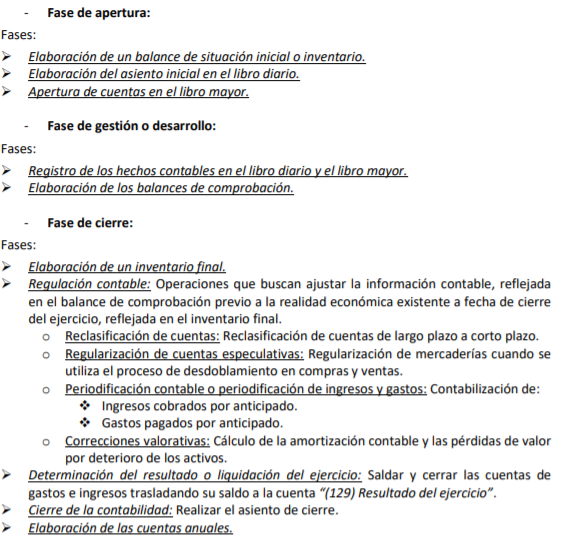 - Fase de apertura:
Fases:
➢ Elaboración de un balance de situación inicial o inventario.
➢ Elaboración del asiento inicial en el libro diario.
➢ Apertura de cuentas en el libro mayor.
- Fase de gestión o desarrollo:
Fases:
➢ Registro de los hechos contables en el libro diario y el libro mayor.
➢ Elaboración de los balances de comprobación.
- Fase de cierre:
Fases:
➢ Elaboración de un inventario final.
➢ Regulación contable: Operaciones que buscan ajustar la información contable, reflejada
en el balance de comprobación previo a la realidad económica existente a fecha de cierre
del ejercicio, reflejada en el inventario final.
o Reclasificación de cuentas: Reclasificación de cuentas de largo plazo a corto plazo.
o Regularización de cuentas especulativas: Regularización de mercaderías cuando se
utiliza el proceso de desdoblamiento en compras y ventas.
o Periodificación contable o periodificación de ingresos y gastos: Contabilización de:
❖ Ingresos cobrados por anticipado.
❖ Gastos pagados por anticipado.
o Correcciones valorativas: Cálculo de la amortización contable y las pérdidas de valor
por deterioro de los activos.
➢ Determinación del resultado o liquidación del ejercicio: Saldar y cerrar las cuentas de
gastos e ingresos trasladando su saldo a la cuenta “(129) Resultado del ejercicio”.
➢ Cierre de la contabilidad: Realizar el asiento de cierre.
➢ Elaboración de las cuentas anuales.